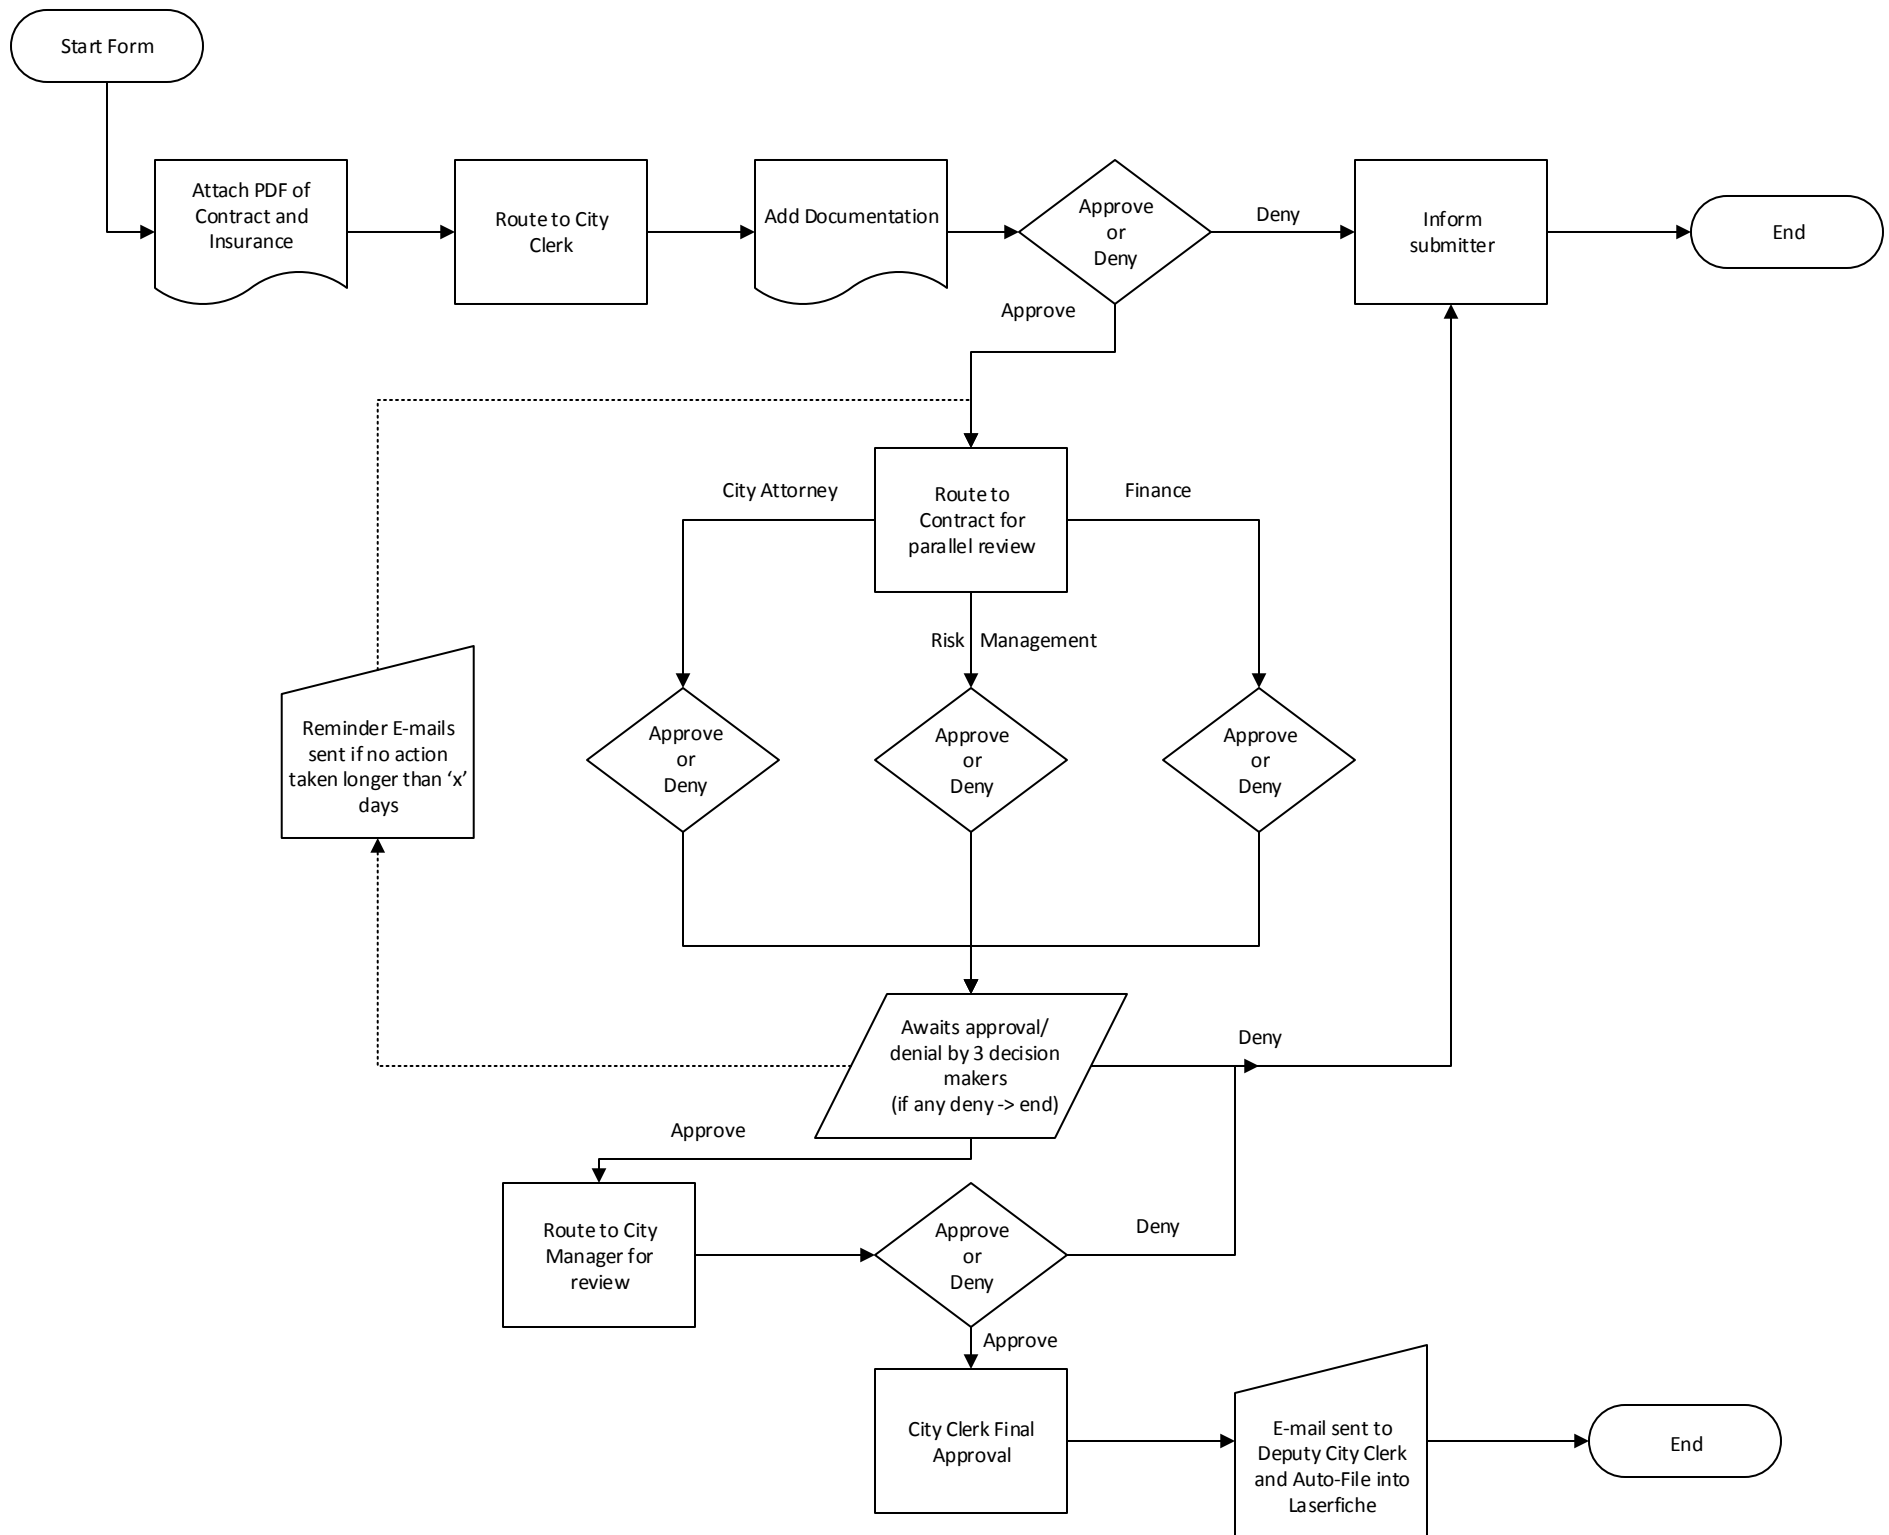 Start Form
Attach PDF of
Contract and
Insurance
Route to City
Clerk
Add Documentation
Approve
or
Deny
Deny
Inform
submitter
End
Approve
City Attorney
Route to
Contract for
parallel review
Finance
Risk Management
Reminder E-mails
sent if no action
taken longer than ‘x’
days
Approve
or
Deny
Approve
or
Deny
Approve
or
Deny
Awaits approval/
denial by 3 decision
makers
(if any deny -> end)
Deny
Approve
Route to City
Manager for
review
Approve
or
Deny
Deny
Approve
City Clerk Final
Approval
E-mail sent to
Deputy City Clerk
and Auto-File into
Laserfiche
End